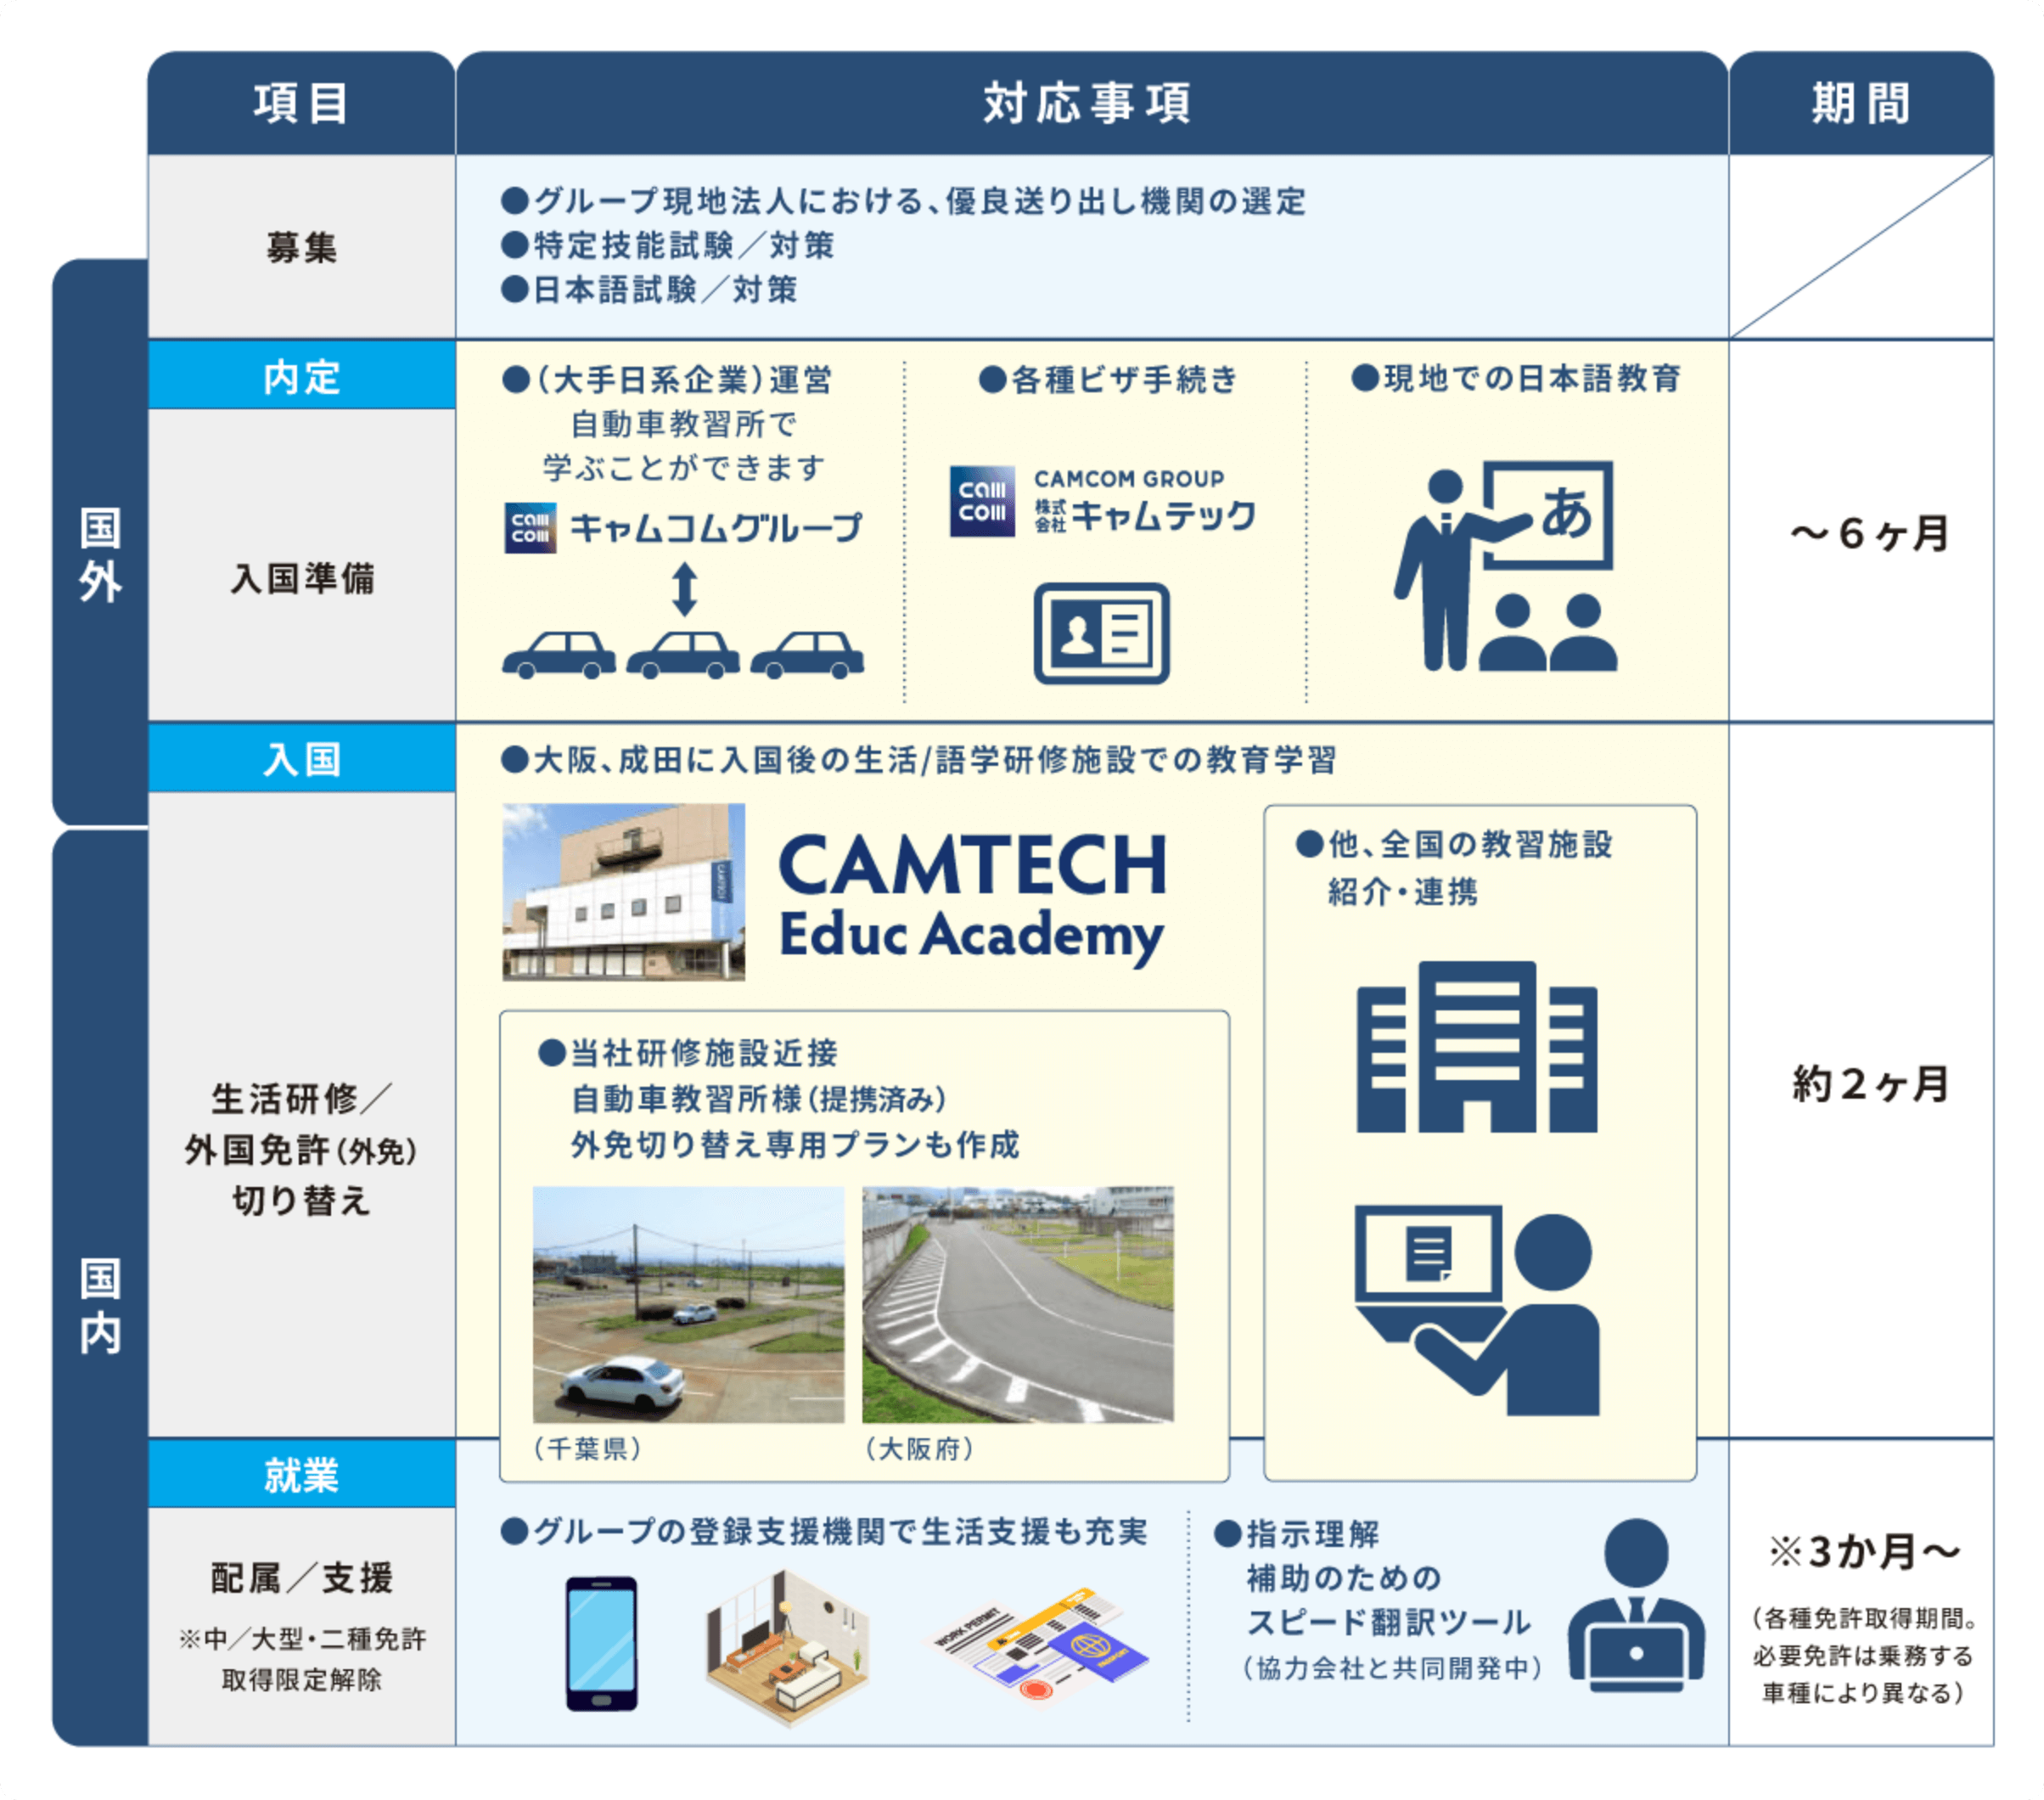 項目
対応事項
期間
国外
募集
●グループ現地法人における、優良送り出し機関の選定
●特定技能試験／対策
●日本語試験／対策
内定
入国準備
●（大手日系企業）運営
自動車教習所で
学ぶことができます
cam
com
キャムコムグループ
●各種ビザ手続き
cam
com
CAMCOM GROUP
株式
会社
キャムテック
●現地での日本語教育
あ
～6ヶ月
国内
入国
生活研修／
外国免許（外免）
切り替え
●大阪、成田に入国後の生活/語学研修施設での教育学習
CAMTECH
Educ Academy
●当社研修施設近接
自動車教習所様（提携済み）
外免切り替え専用プランも作成
（千葉県）
（大阪府）
●他、全国の教習施設
紹介・連携
約2ヶ月
就業
配属／支援
※中／大型・二種免許
取得限定解除
●グループの登録支援機関で生活支援も充実
WORK PERMIT
PASSPORT
●指示理解
補助のための
スピード翻訳ツール
（協力会社と共同開発中）
※3か月～
（各種免許取得期間。
必要免許は乗務する
車種により異なる）